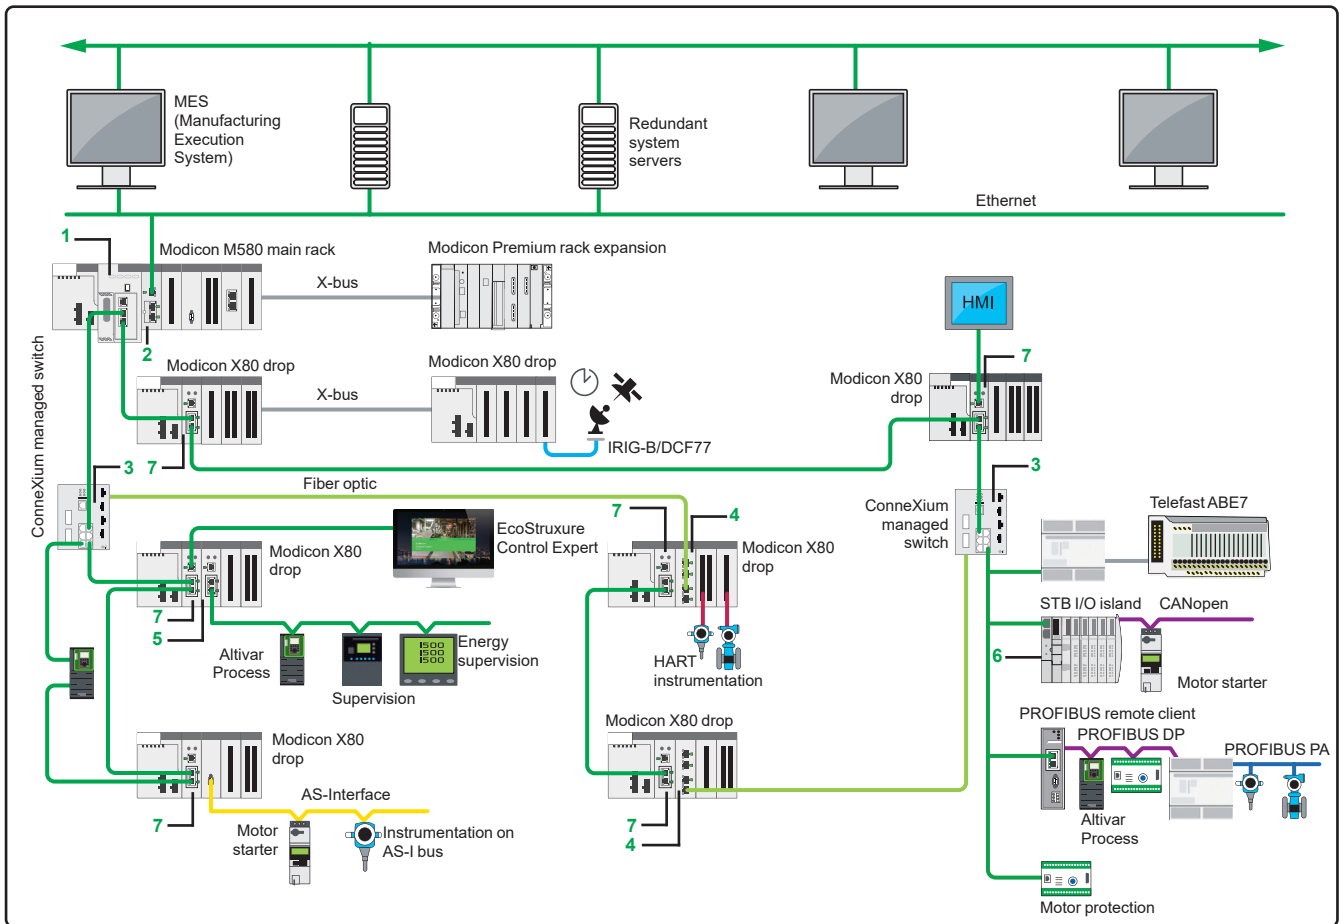 MES
(Manufacturing
Execution
System)
Redundant
system
servers
Ethernet
1
Modicon M580 main rack
Modicon Premium rack expansion
X-bus
HMI
2
Modicon X80 drop
Modicon X80 drop
7
Modicon X80
drop
X-bus
ConneXium managed switch
IRIG-B/DCF77
3
7
3
Fiber optic
ConneXium
managed
switch
Telefast ABE7
7
4
Modicon X80
drop
EcoStruxure
Control Expert
Modicon X80
drop
7
5
STB I/O island
CANopen
Altivar
Process
1500
1500
1500
Energy
supervision
Supervision
HART
instrumentation
6
Motor starter
Modicon X80 drop
PROFIBUS remote client
PROFIBUS DP
PROFIBUS PA
Modicon X80
drop
AS-Interface
7
Motor
starter
Instrumentation on
AS-I bus
7
4
Altivar
Process
Motor protection